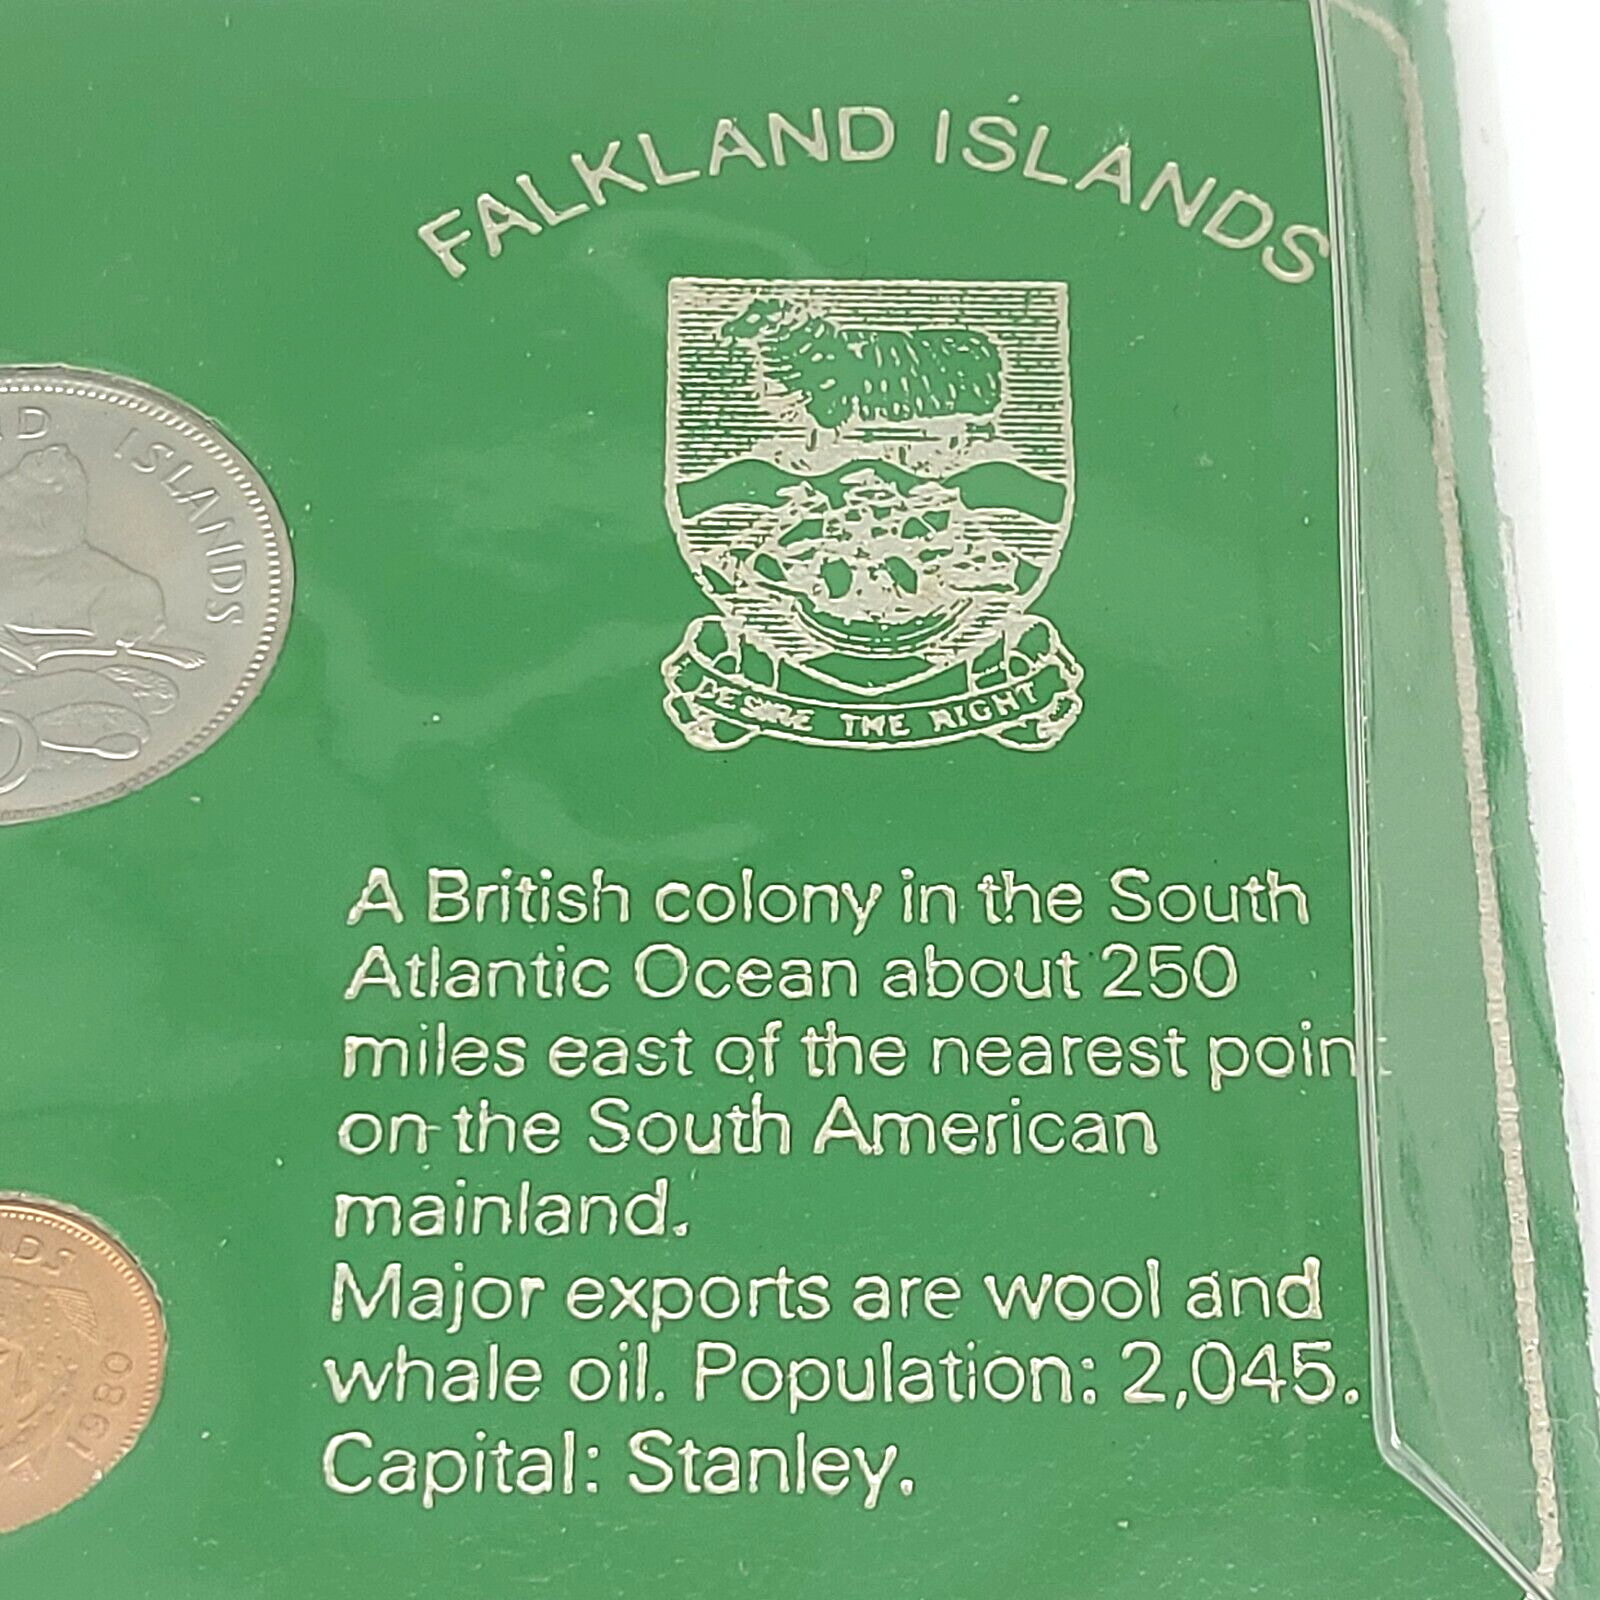 FALKLAND ISLANDS
ISLANDS
DESIRE THE RIGHT
A British colony in the South
Atlantic Ocean about 250
miles east of the nearest poin
on the South American
mainland.
Major exports are wool and
whale oil. Population: 2,045.
Capital: Stanley.
1980